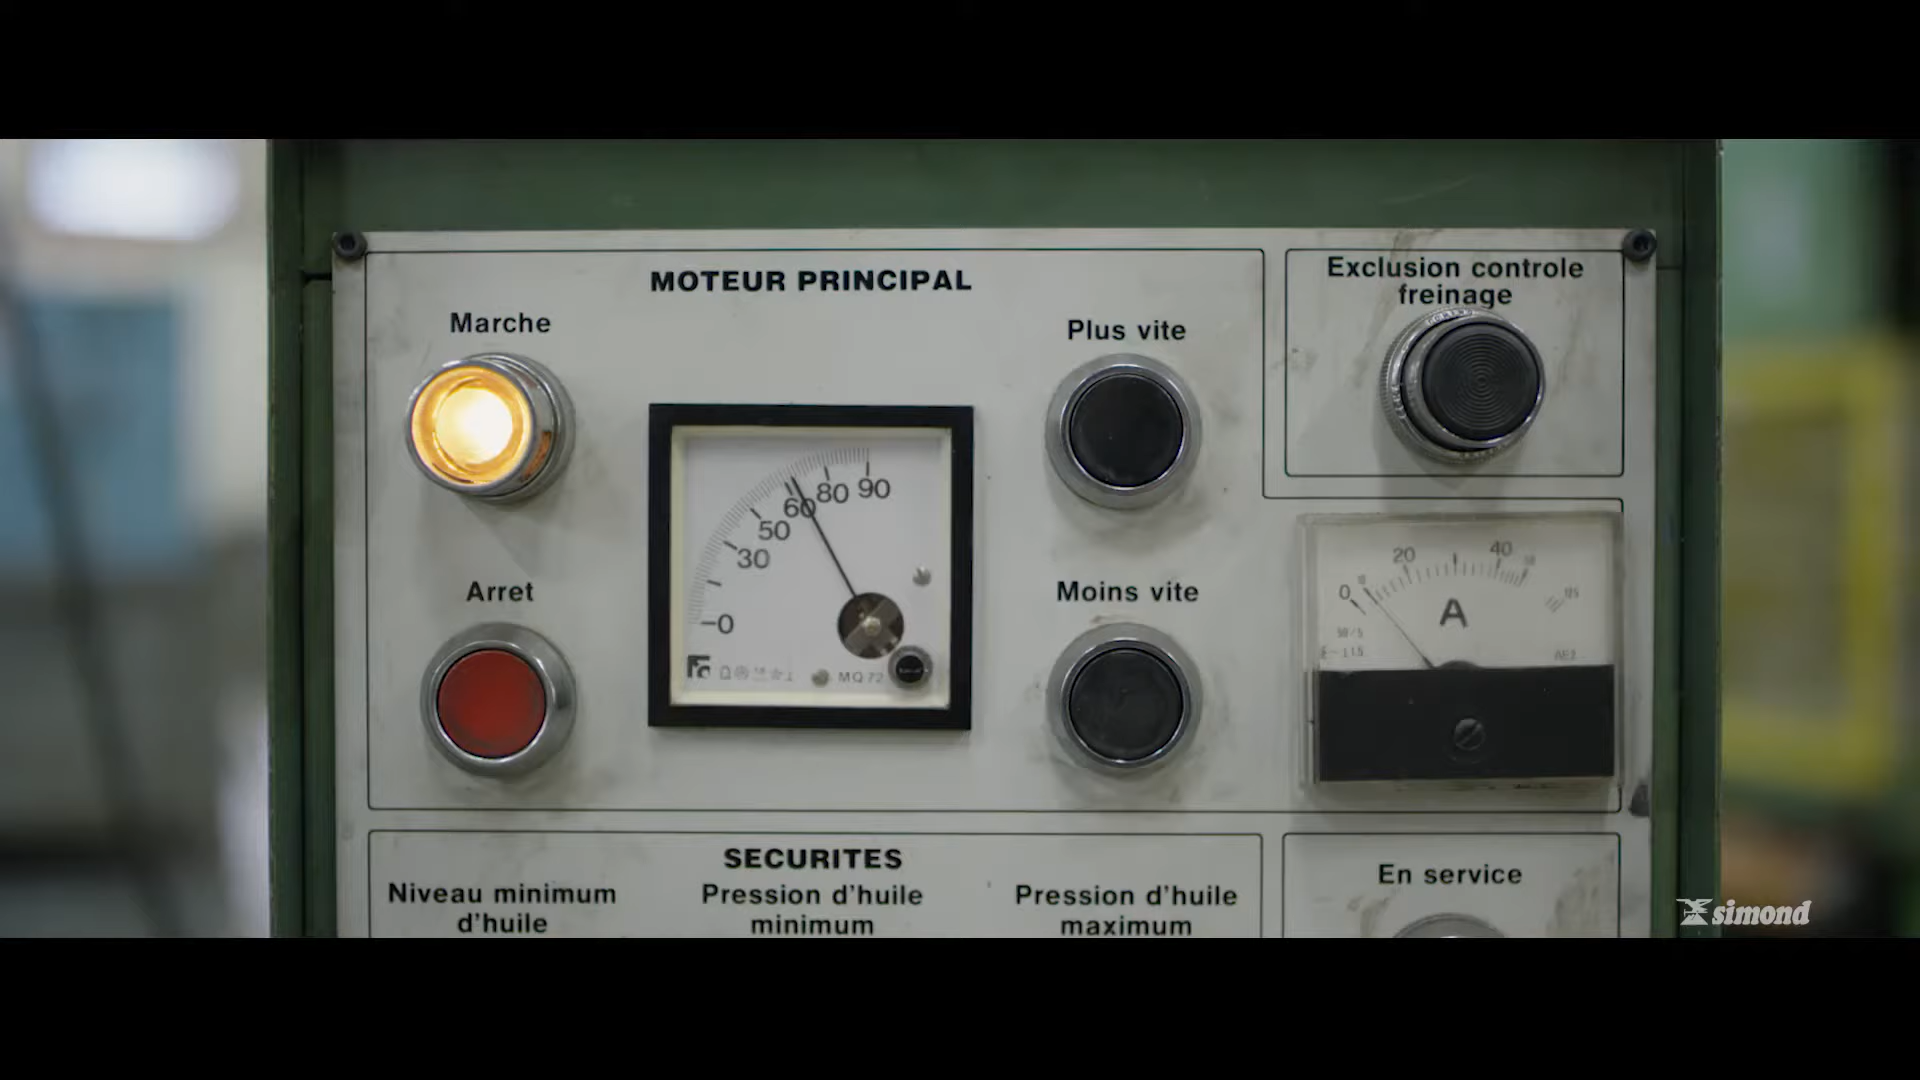 MOTEUR PRINCIPAL
Exclusion controle
freinage
Marche
Plus vite
0 30 50 60 80 90
MQ 72
Arret
Moins vite
0 20 40
A
SECURITES
Niveau minimum
d'huile
Pression d'huile
minimum
Pression d'huile
maximum
En service
simond